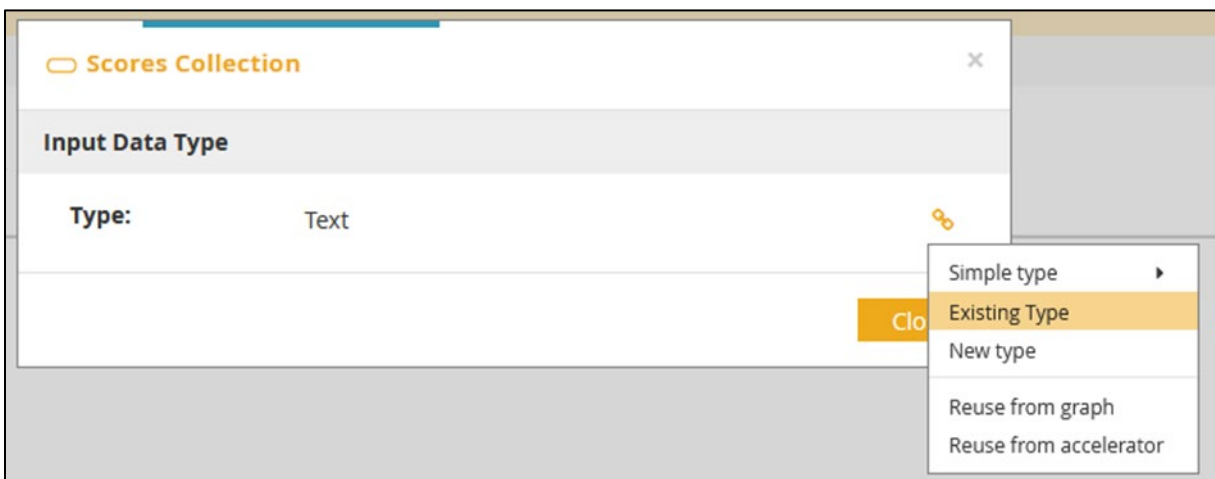 Scores Collection
×
Input Data Type
Type: Text
Simple type
Existing Type
Clo
New type
Reuse from graph
Reuse from accelerator